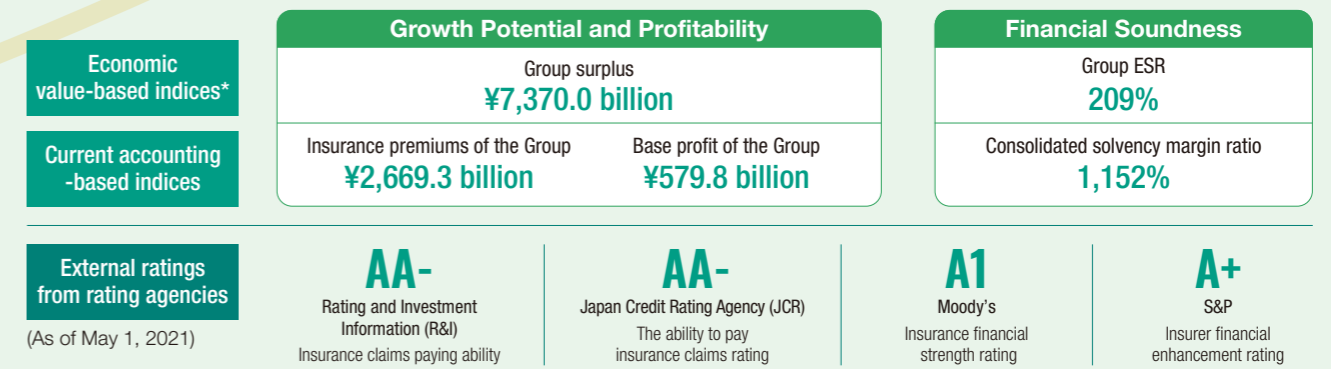 Growth Potential and Profitability
Financial Soundness
Economic
value-based indices*
Group surplus
¥7,370.0 billion
Group ESR
209%
Current accounting
-based indices
Insurance premiums of the Group
¥2,669.3 billion
Base profit of the Group
¥579.8 billion
Consolidated solvency margin ratio
1,152%
External ratings
from rating agencies
(As of May 1, 2021)
AA-
Rating and Investment
Information (R&I)
Insurance claims paying ability
AA-
Japan Credit Rating Agency (JCR)
The ability to pay
insurance claims rating
A1
Moody's
Insurance financial
strength rating
A+
S&P
Insurer financial
enhancement rating